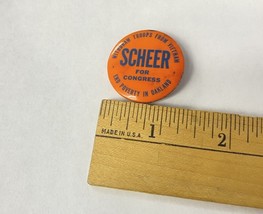 WITHDRAW TROOPS FROM VIETNAM
SCHEER
FOR
CONGRESS
END POVERTY IN OAKLAND
MADE IN U.S.A.
1
2